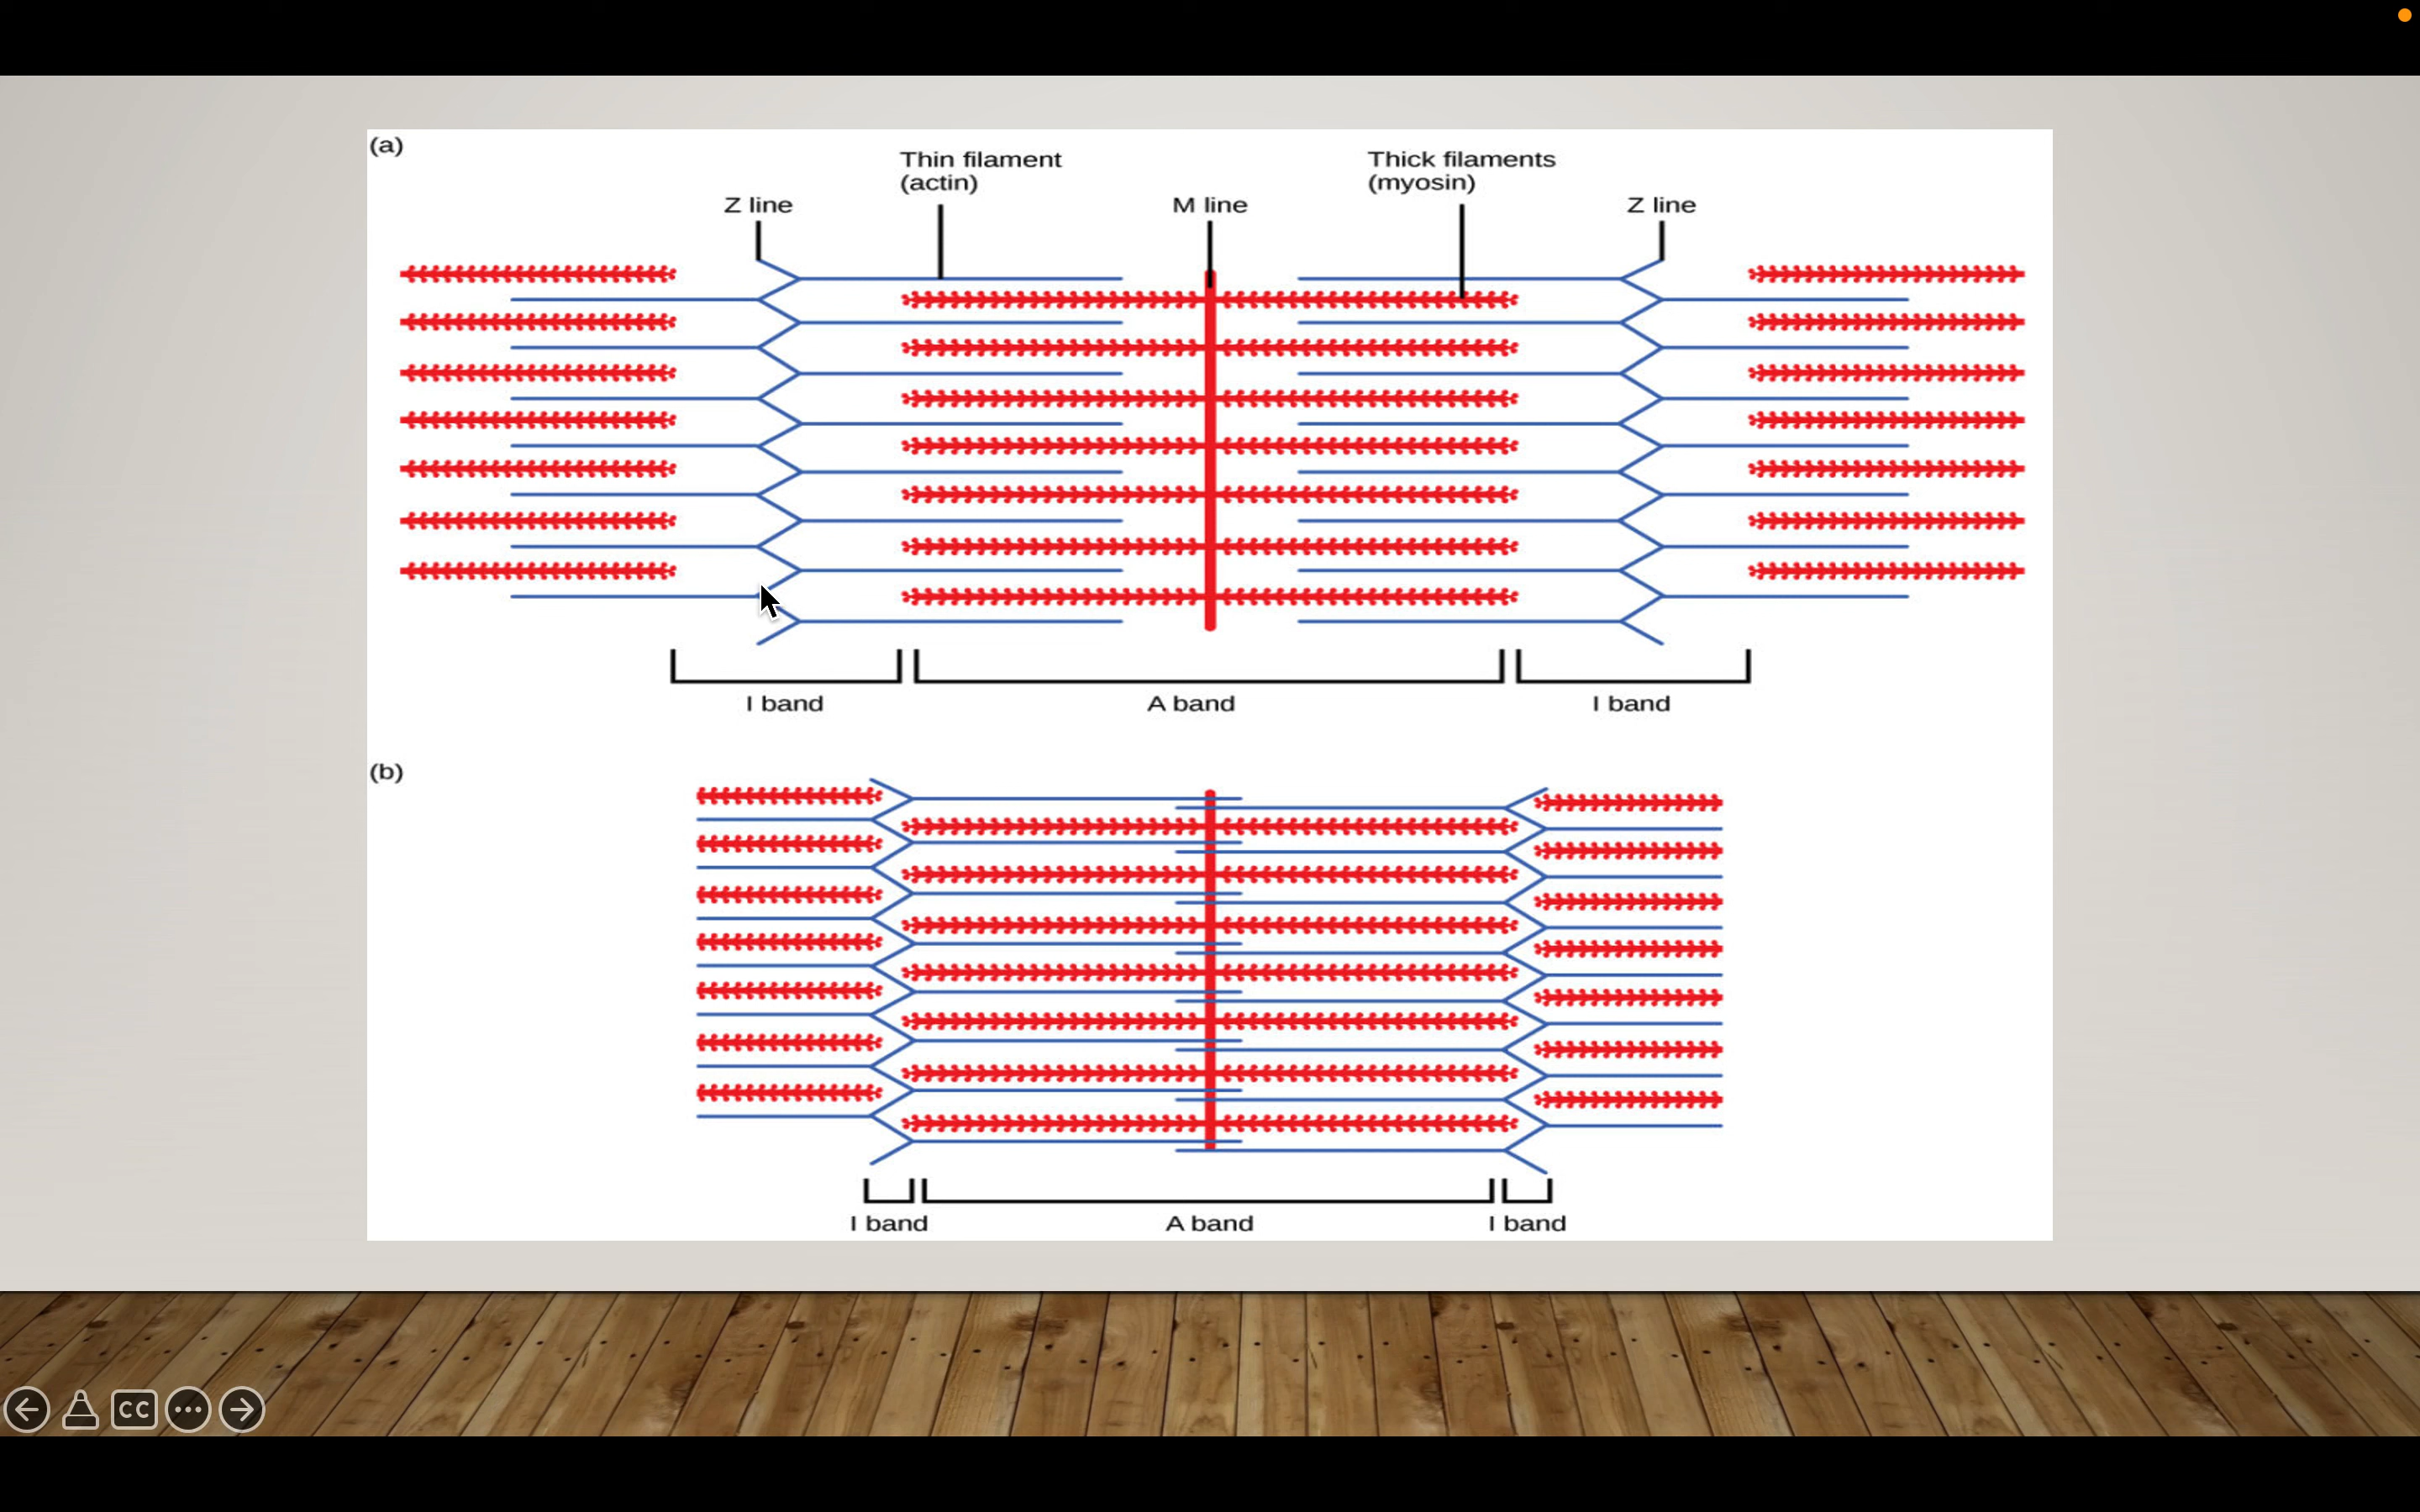 (a)
Thin filament
(actin)
Thick filaments
(myosin)
Z line
M line
Z line
I band
A band
I band
(b)
I band
A band
I band
CC